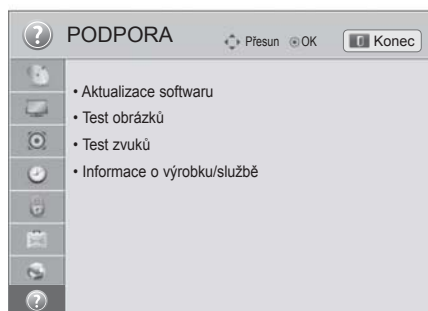 PODPORA
Přesun OK Konec
• Aktualizace softwaru
• Test obrázků
• Test zvuků
• Informace o výrobku/službě